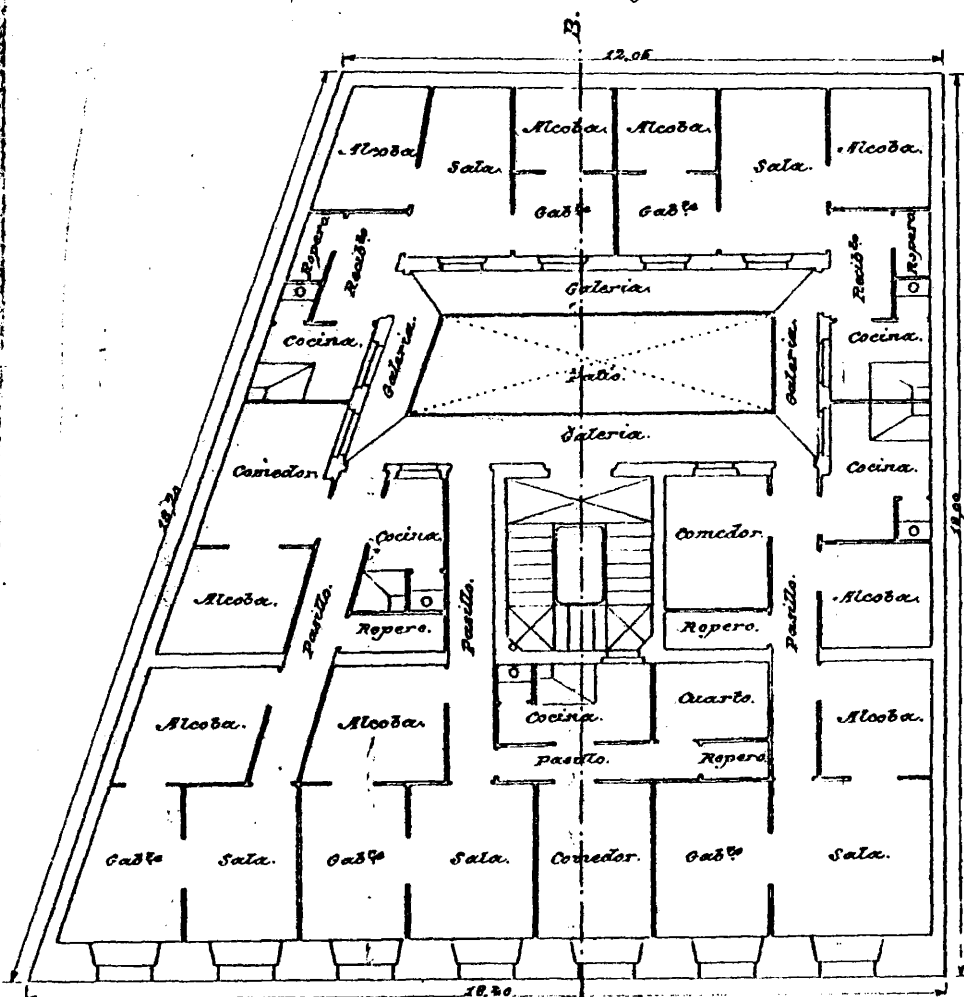 B.
12,05
Alcoba
Sala.
Alcoba.
Alcoba.
Sala.
Alcoba.
Gab.te
Gab.te
Ropero
Recib.to
Recib.to
Ropero
Galeria.
Cocina.
Galeria.
Patio.
Galeria.
Cocina.
Galeria.
Comedor.
Cocina.
18,00
Cocina.
Comedor.
Alcoba.
Pasillo.
Pasillo.
Pasillo.
Alcoba.
Ropero.
Ropero.
Alcoba.
Alcoba.
Cocina.
Cuarto.
Alcoba.
Pasillo.
Ropero.
Gab.te
Sala.
Gab.te
Sala.
Comedor.
Gab.te
Sala.